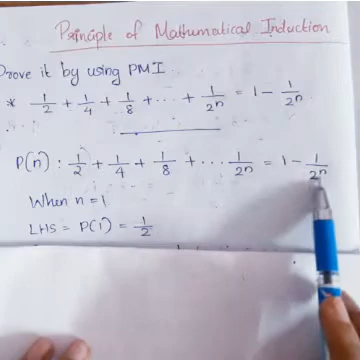 Principle of Mathematical Induction
Prove it by using PMI
* 1/2 + 1/4 + 1/8 + ... + 1/2ⁿ = 1 - 1/2ⁿ
P(n) : 1/2 + 1/4 + 1/8 + ... 1/2ⁿ = 1 - 1/2ⁿ
When n = 1
LHS = P(1) = 1/2